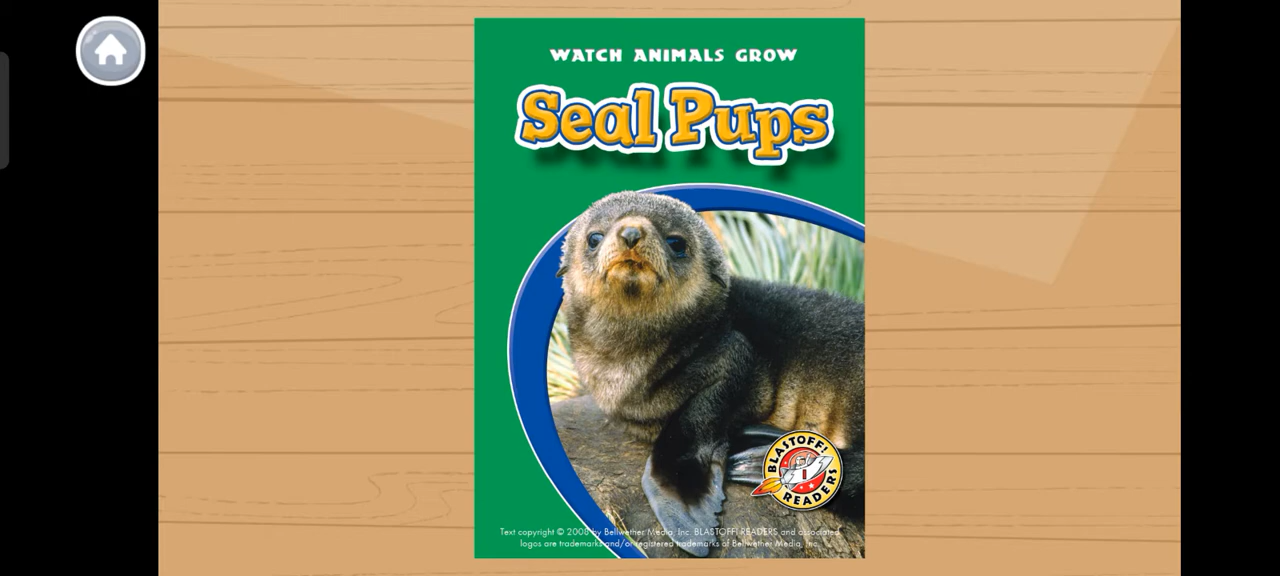 WATCH ANIMALS GROW
Seal Pups
BLASTOFF!
1
READERS
Text copyright © 2008 by Bellwether Media, Inc. BLASTOFF! READERS and associated
logos are trademarks and/or registered trademarks of Bellwether Media, Inc.